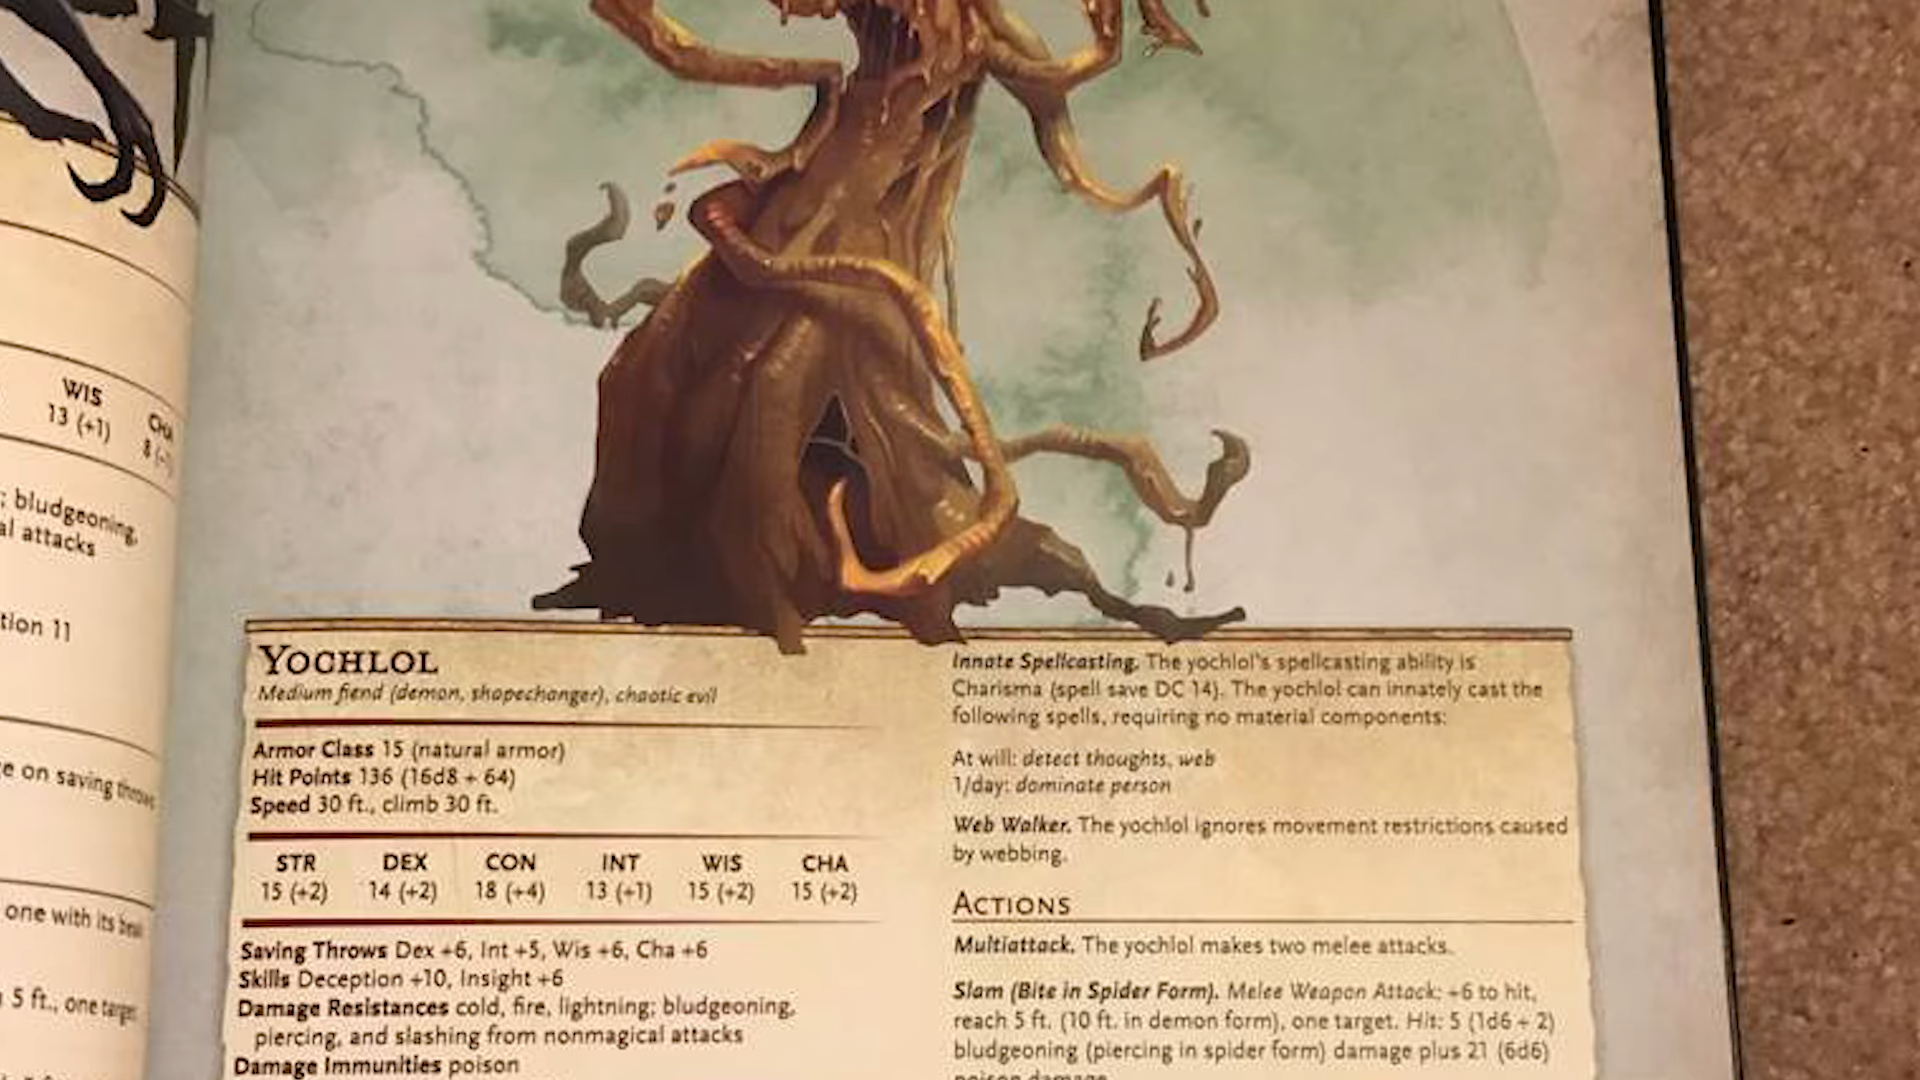 WIS
CHA
13 (+1)
; bludgeoning,
al attacks
tion 11
e on saving throws
one with its beak
5 ft., one target
YOCHLOL
Medium fiend (demon, shapechanger), chaotic evil
Armor Class 15 (natural armor)
Hit Points 136 (16d8 + 64)
Speed 30 ft., climb 30 ft.
STR DEX CON INT WIS CHA
15 (+2) 14 (+2) 18 (+4) 13 (+1) 15 (+2) 15 (+2)
Saving Throws Dex +6, Int +5, Wis +6, Cha +6
Skills Deception +10, Insight +6
Damage Resistances cold, fire, lightning; bludgeoning,
piercing, and slashing from nonmagical attacks
Damage Immunities poison
Innate Spellcasting. The yochlol's spellcasting ability is
Charisma (spell save DC 14). The yochlol can innately cast the
following spells, requiring no material components:
At will: detect thoughts, web
1/day: dominate person
Web Walker. The yochlol ignores movement restrictions caused
by webbing.
ACTIONS
Multiattack. The yochlol makes two melee attacks.
Slam (Bite in Spider Form). Melee Weapon Attack: +6 to hit,
reach 5 ft. (10 ft. in demon form), one target. Hit: 5 (1d6 + 2)
bludgeoning (piercing in spider form) damage plus 21 (6d6)
poison damage.